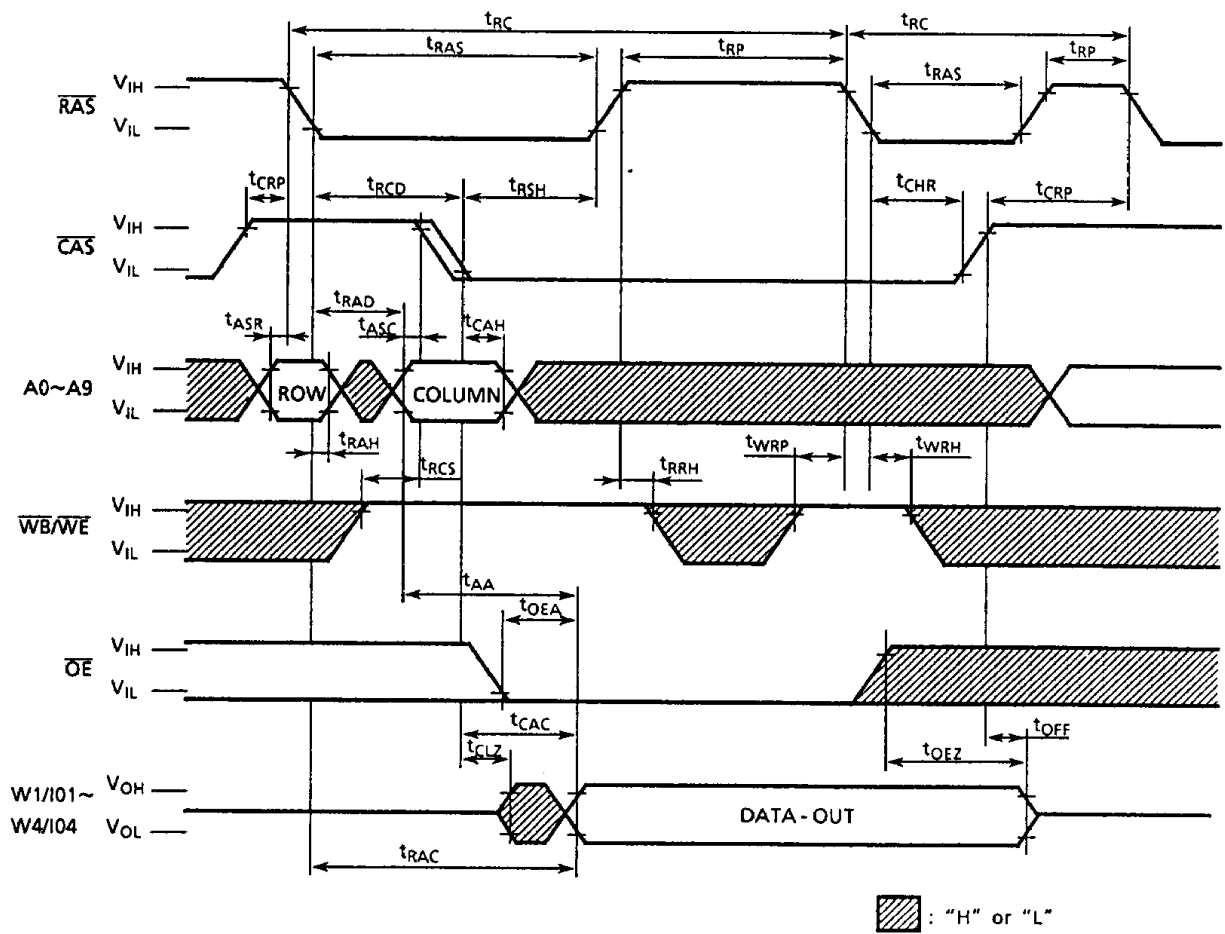 tRC tRC
tRAS tRP tRAS tRP
RAS VIH
VIL
tCRP tRCD tRSH tCHR tCRP
CAS VIH
VIL
tRAD
tASR tASC tCAH
A0~A9 VIH
VIL
ROW COLUMN
tRAH tWRP tWRH
tRCS tRRH
WB/WE VIH
VIL
tAA
tOEA
OE VIH
VIL
tCAC tOFF
tCLZ tOEZ
W1/I01~ VOH
W4/I04 VOL
DATA-OUT
tRAC
: "H" or "L"